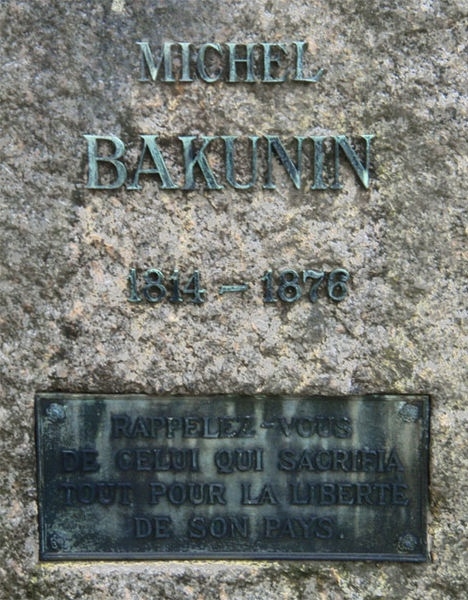 MICHEL
BAKUNIN
1814 - 1876
RAPPELEZ-VOUS
DE CELUI QUI SACRIFIA
TOUT POUR LA LIBERTE
DE SON PAYS.